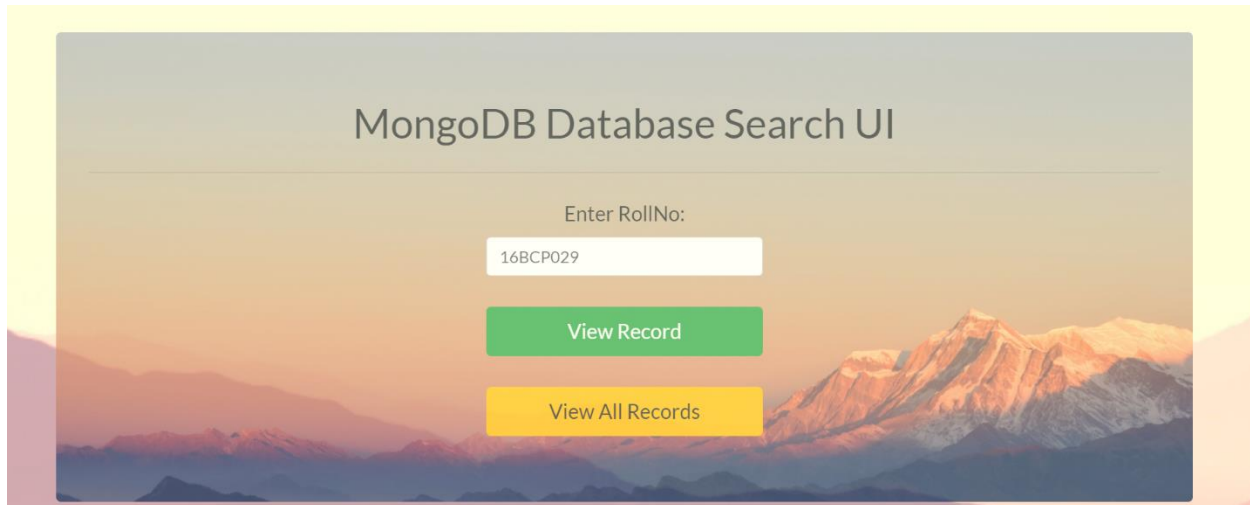 MongoDB Database Search UI
Enter RollNo:
16BCP029
View Record
View All Records